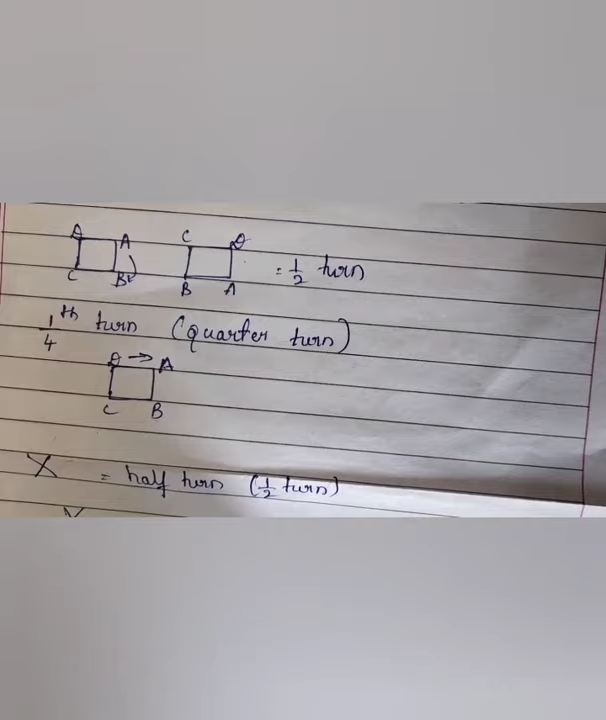 D A C D
C B B A = 1/2 turn
1/4 th turn (quarter turn)
D → A
C B
X = half turn (1/2 turn)